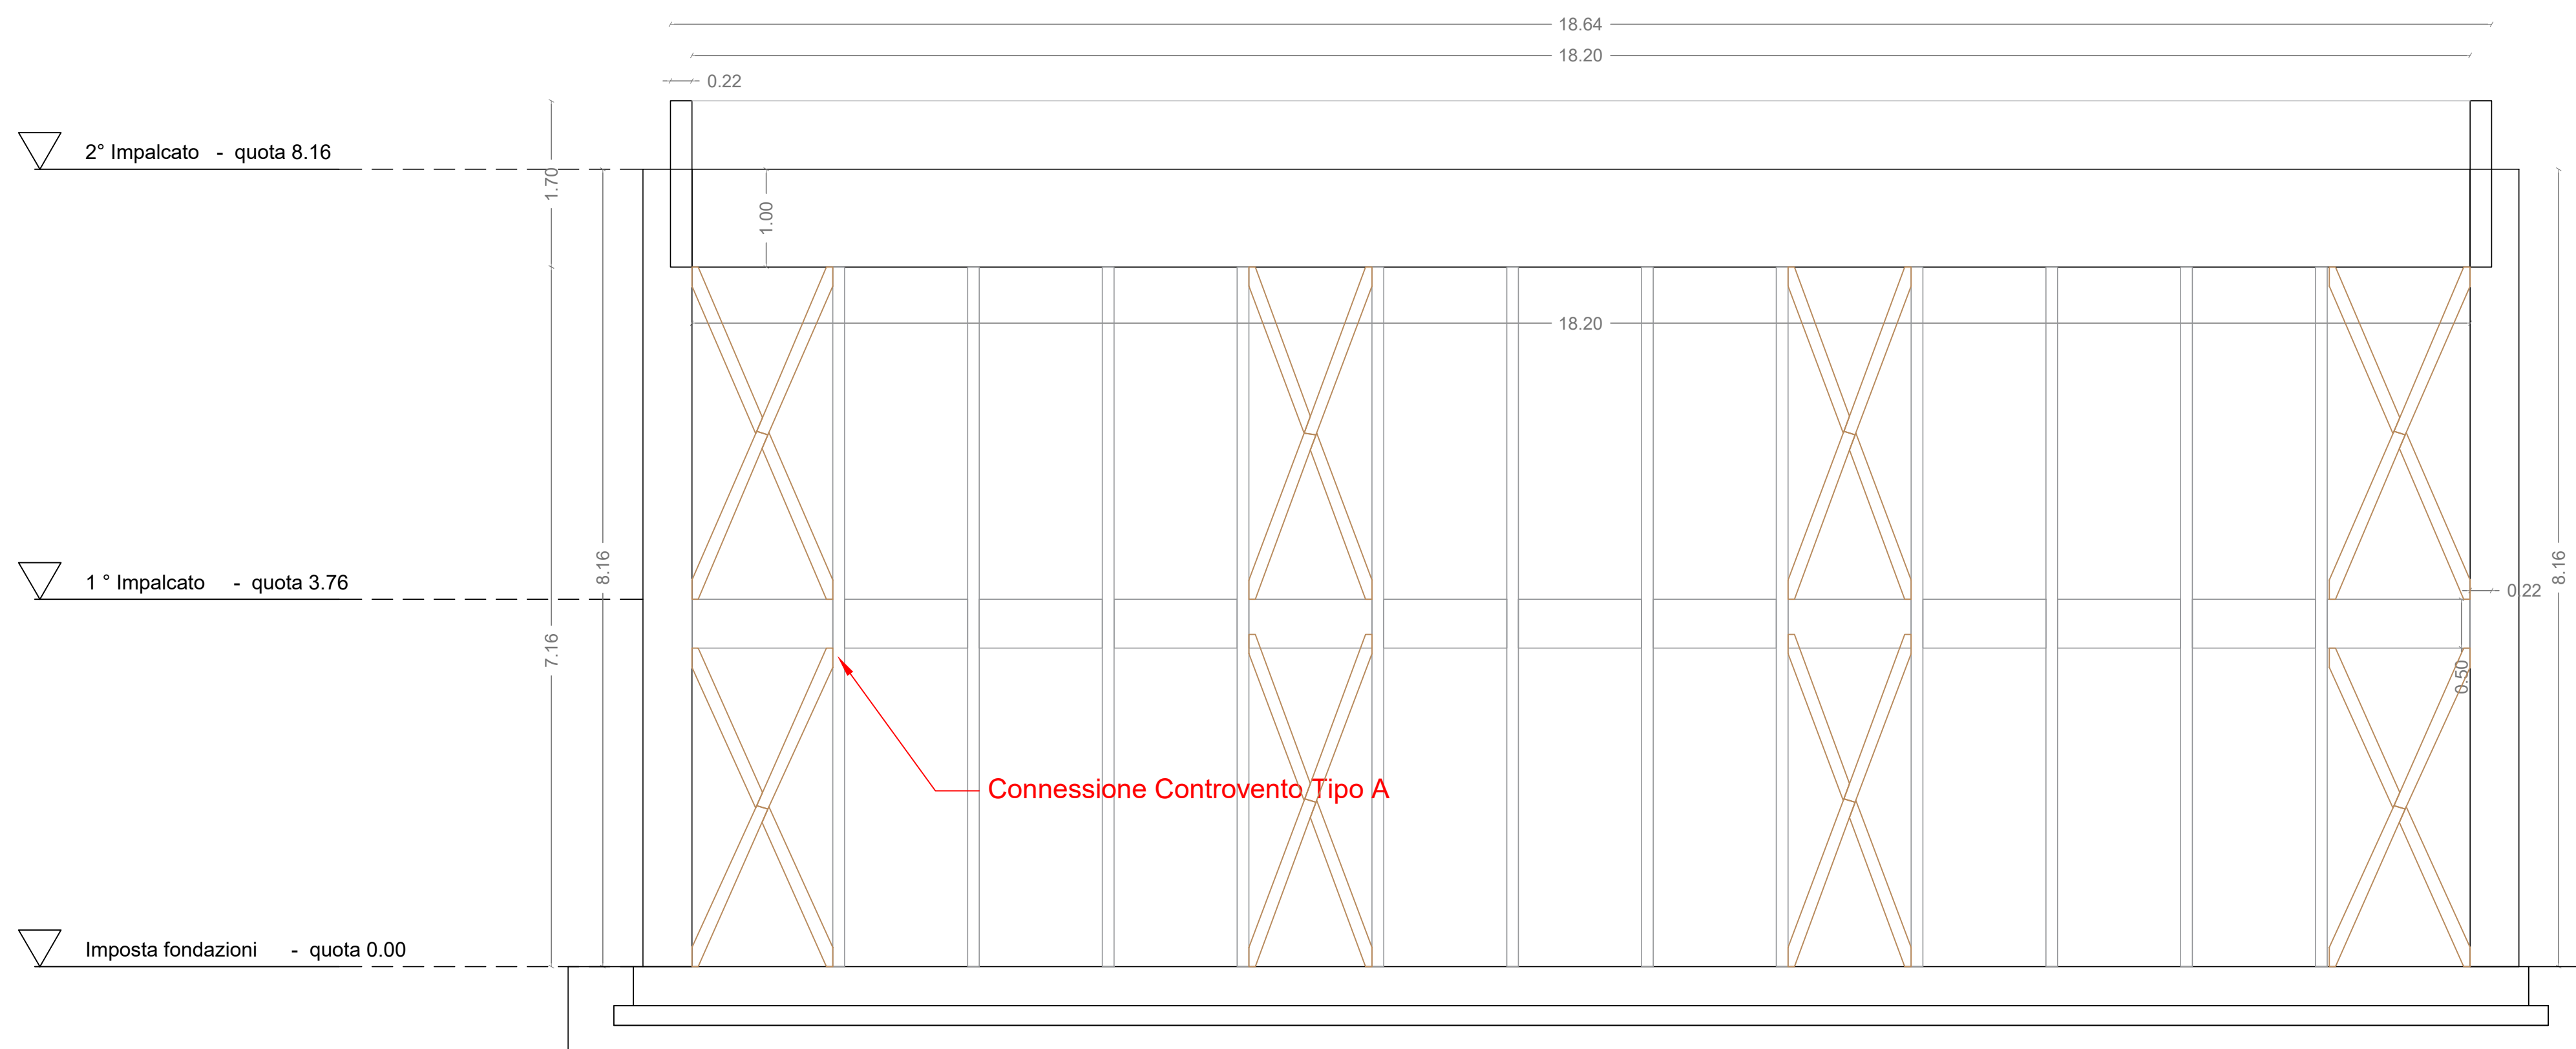 18.64
18.20
0.22
2° Impalcato - quota 8.16
1.70
1.00
18.20
1 ° Impalcato - quota 3.76
8.16
8.16
0.22
7.16
0.50
Connessione Controvento Tipo A
Imposta fondazioni - quota 0.00